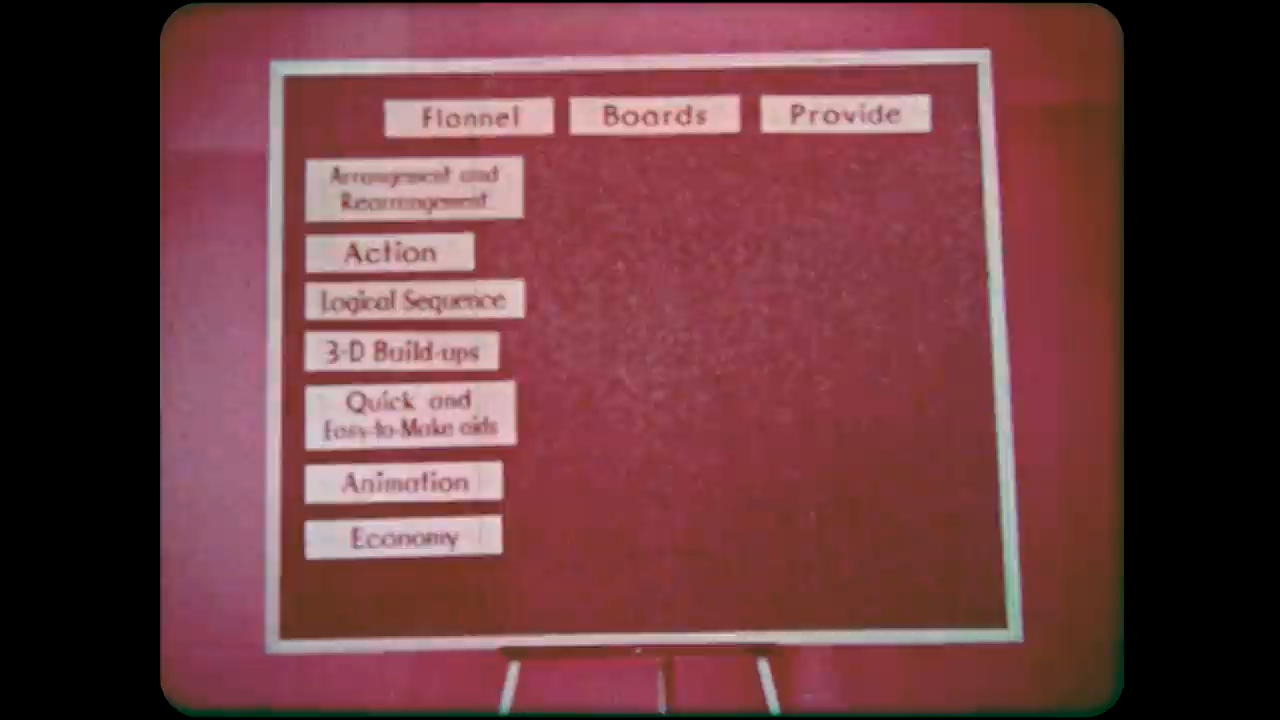 Flannel Boards Provide
Arrangement and
Rearrangement
Action
Logical Sequence
3-D Build-ups
Quick and
Easy-to-Make aids
Animation
Economy